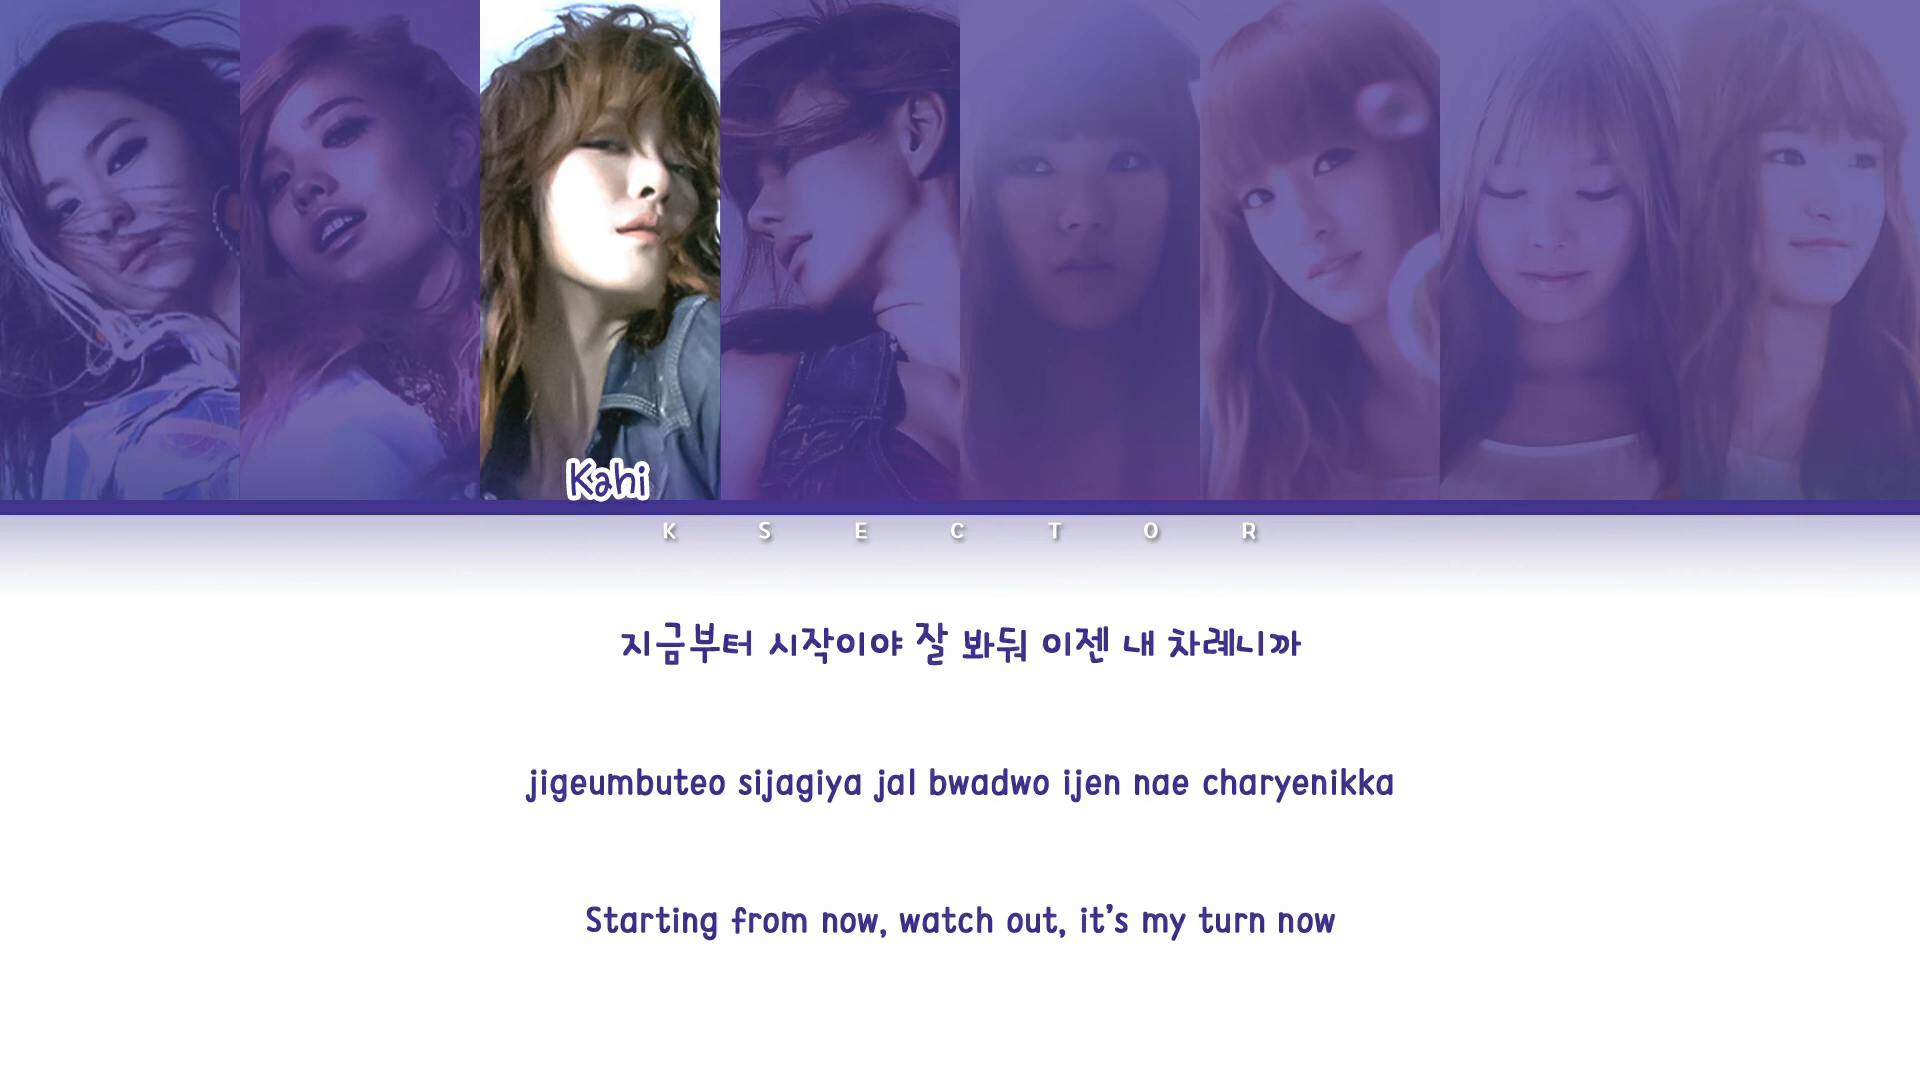 Kahi
K S E C T O R
지금부터 시작이야 잘 봐둬 이젠 내 차례니까
jigeumbuteo sijagiya jal bwadwo ijen nae charyenikka
Starting from now, watch out, it's my turn now